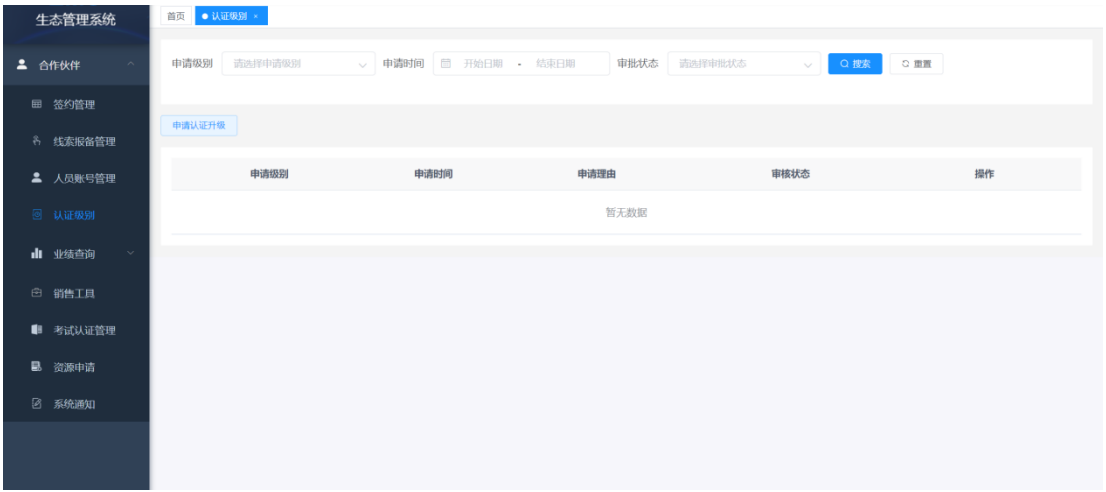 生态管理系统
首页 认证级别 ×
合作伙伴
申请级别 请选择申请级别 申请时间 开始日期 - 结束日期 审批状态 请选择审批状态 搜索 重置
签约管理
申请认证升级
线索报备管理
申请级别 申请时间 申请理由 审核状态 操作
人员账号管理
暂无数据
认证级别
业绩查询
销售工具
考试认证管理
资源申请
系统通知